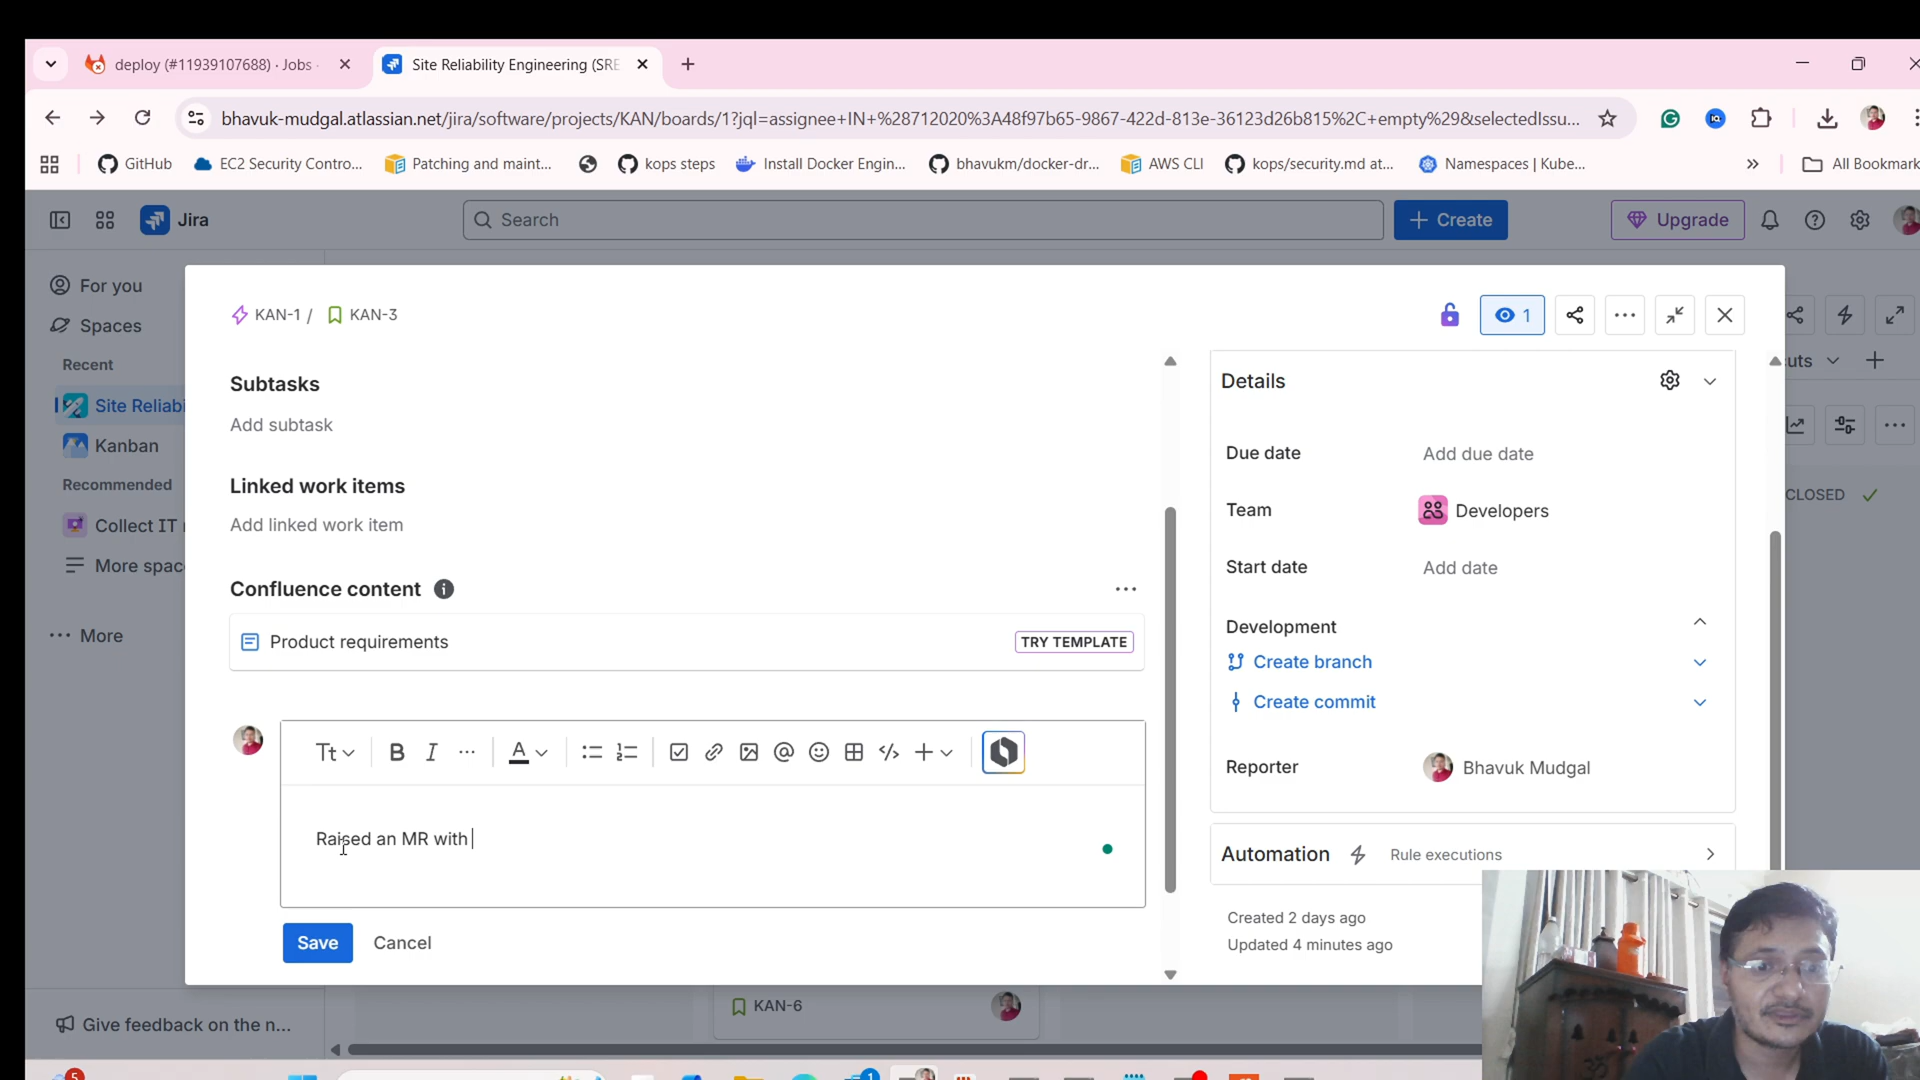 deploy (#11939107688) · Jobs ·
Site Reliability Engineering (SRE
bhavuk-mudgal.atlassian.net/jira/software/projects/KAN/boards/1?jql=assignee+IN+%28712020%3A48f97b65-9867-422d-813e-36123d26b815%2C+empty%29&selectedIssu...
GitHub
EC2 Security Contro...
Patching and maint...
kops steps
Install Docker Engin...
bhavukm/docker-dr...
AWS CLI
kops/security.md at...
Namespaces | Kube...
»
All Bookmark
Jira
Search
+ Create
Upgrade
For you
Spaces
Recent
Site Reliabi
Kanban
Recommended
Collect IT r
More spac
More
Give feedback on the n...
KAN-1 / KAN-3
1
Subtasks
Add subtask
Linked work items
Add linked work item
Confluence content
Product requirements
TRY TEMPLATE
Tt
B I
A
Raised an MR with
Save Cancel
Details
Due date Add due date
Team Developers
Start date Add date
Development
Create branch
Create commit
Reporter Bhavuk Mudgal
Automation Rule executions
Created 2 days ago
Updated 4 minutes ago
cuts
CLOSED
KAN-6
5
1